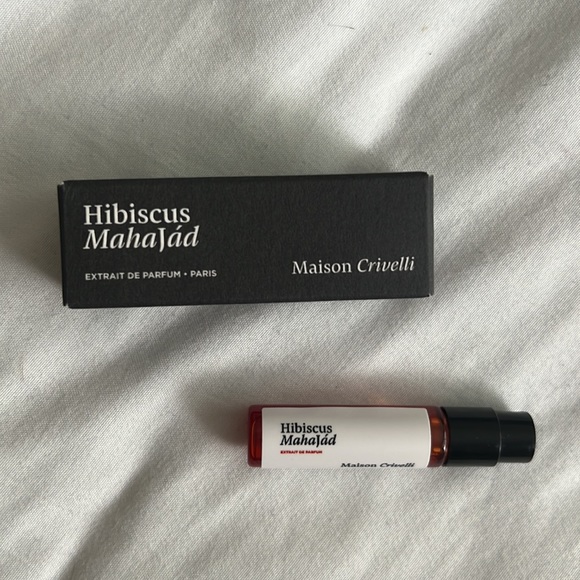 Hibiscus
MahaJád
EXTRAIT DE PARFUM • PARIS
Maison Crivelli
Hibiscus
MahaJád
EXTRAIT DE PARFUM
Maison Crivelli